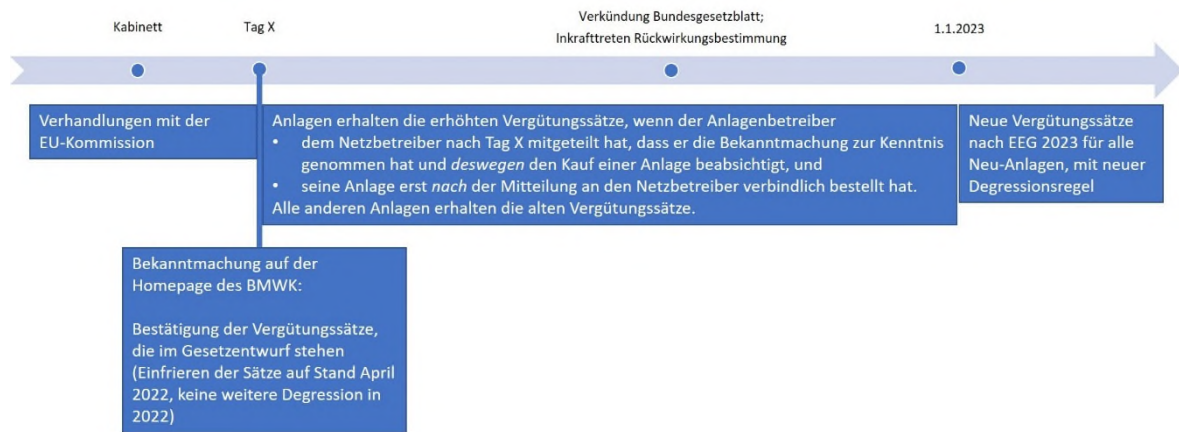 Kabinett
Tag X
Verkündung Bundesgesetzblatt;
Inkrafttreten Rückwirkungsbestimmung
1.1.2023
Verhandlungen mit der
EU-Kommission
Anlagen erhalten die erhöhten Vergütungssätze, wenn der Anlagenbetreiber
• dem Netzbetreiber nach Tag X mitgeteilt hat, dass er die Bekanntmachung zur Kenntnis
genommen hat und deswegen den Kauf einer Anlage beabsichtigt, und
• seine Anlage erst nach der Mitteilung an den Netzbetreiber verbindlich bestellt hat.
Alle anderen Anlagen erhalten die alten Vergütungssätze.
Neue Vergütungssätze
nach EEG 2023 für alle
Neu-Anlagen, mit neuer
Degressionsregel
Bekanntmachung auf der
Homepage des BMWK:
Bestätigung der Vergütungssätze,
die im Gesetzentwurf stehen
(Einfrieren der Sätze auf Stand April
2022, keine weitere Degression in
2022)